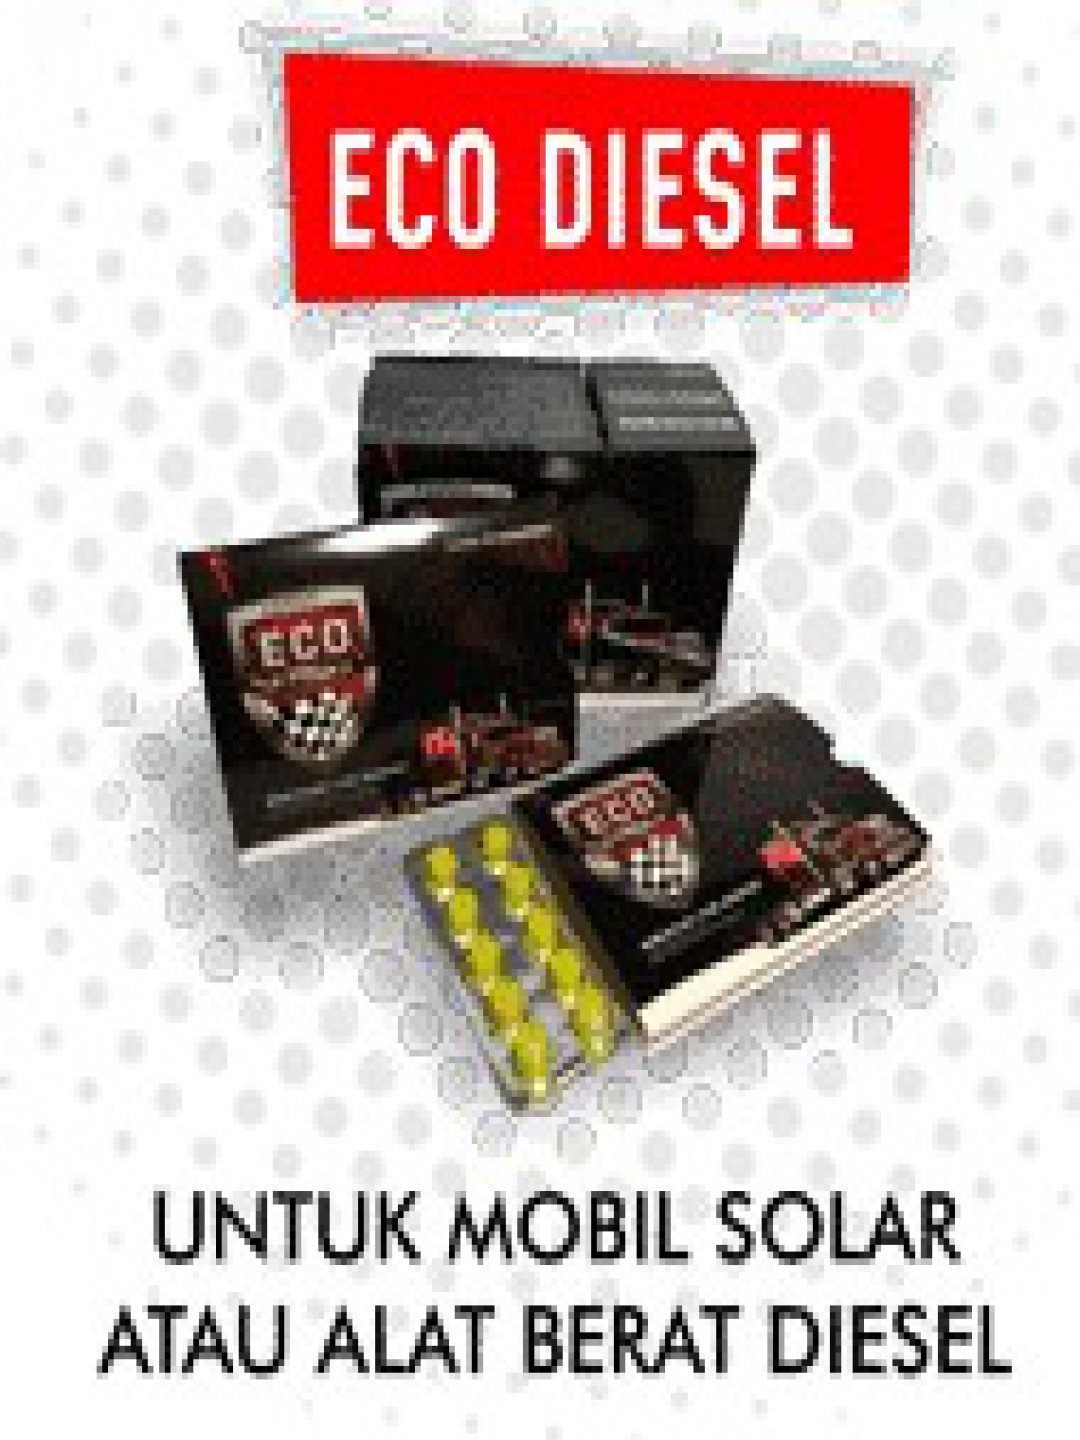 ECO DIESEL
ECO
ECO
UNTUK MOBIL SOLAR
ATAU ALAT BERAT DIESEL